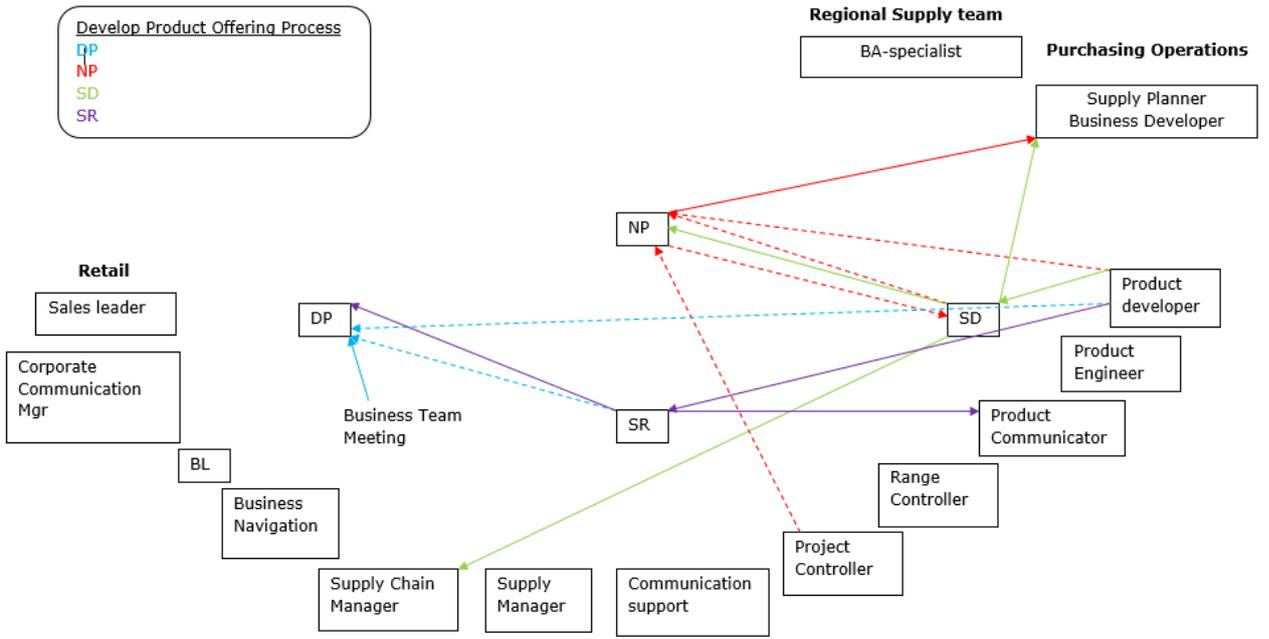 Develop Product Offering Process
DP
NP
SD
SR
Regional Supply team
BA-specialist
Purchasing Operations
Supply Planner
Business Developer
NP
Retail
Sales leader
DP
SD
Product
developer
Corporate
Communication
Mgr
Product
Engineer
Business Team
Meeting
SR
Product
Communicator
BL
Range
Controller
Business
Navigation
Project
Controller
Supply Chain
Manager
Supply
Manager
Communication
support